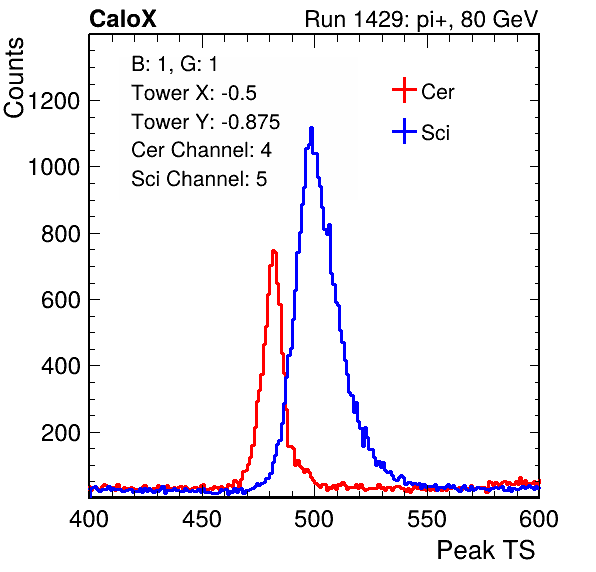 CaloX Run 1429: pi+, 80 GeV
Counts
B: 1, G: 1
Tower X: -0.5
Tower Y: -0.875
Cer Channel: 4
Sci Channel: 5
Cer
Sci
1200
1000
800
600
400
200
400 450 500 550 600
Peak TS